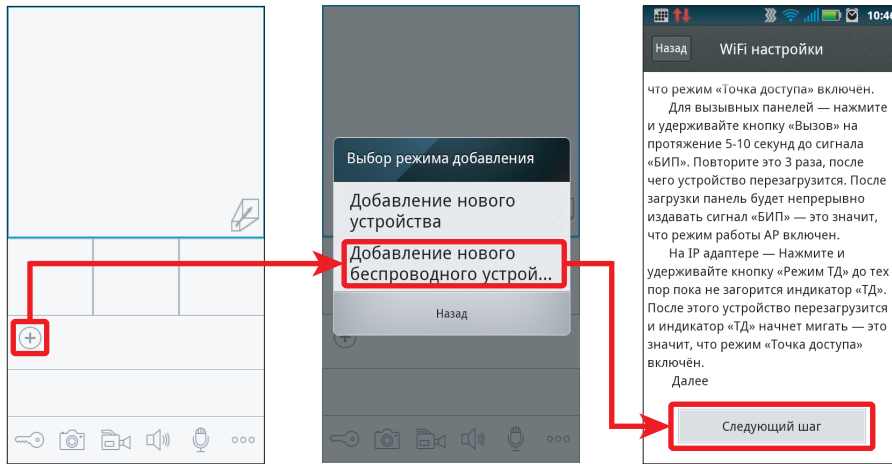 Выбор режима добавления
Добавление нового
устройства
Добавление нового
беспроводного устрой...
Назад
10:46
Назад
WiFi настройки
что режим «Точка доступа» включён.
Для вызывных панелей — нажмите
и удерживайте кнопку «Вызов» на
протяжение 5-10 секунд до сигнала
«БИП». Повторите это 3 раза, после
чего устройство перезагрузится. После
загрузки панель будет непрерывно
издавать сигнал «БИП» — это значит,
что режим работы AP включен.
На IP адаптере — Нажмите и
удерживайте кнопку «Режим ТД» до тех
пор пока не загорится индикатор «ТД».
После этого устройство перезагрузится
и индикатор «ТД» начнет мигать — это
значит, что режим «Точка доступа»
включён.
Далее
Следующий шаг